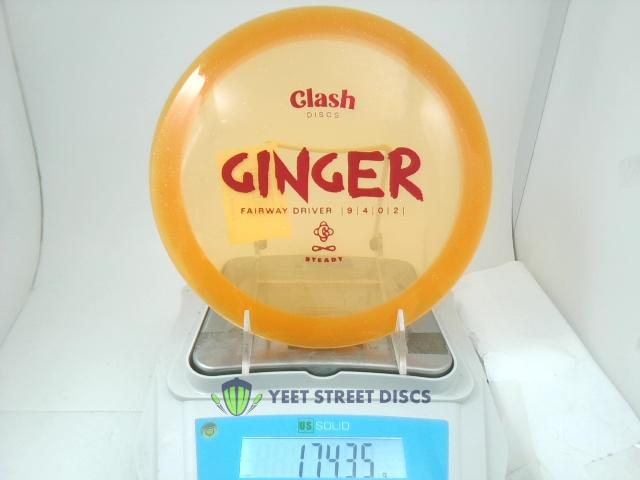 Clash
DISCS
GINGER
FAIRWAY DRIVER |9|4|0|2|
STEADY
YEET STREET DISCS
US SOLID
174.35 g